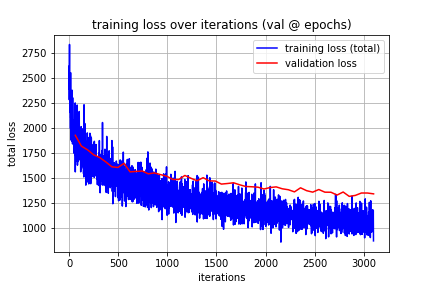 training loss over iterations (val @ epochs)
training loss (total)
validation loss
total loss
2750
2500
2250
2000
1750
1500
1250
1000
0 500 1000 1500 2000 2500 3000
iterations